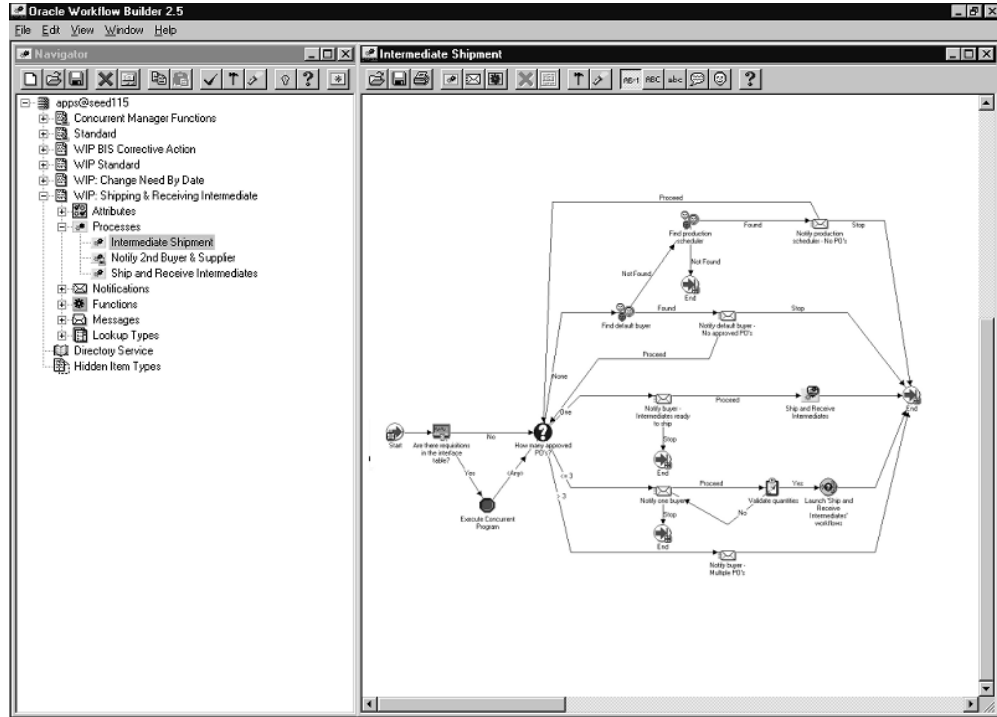 Oracle Workflow Builder 2.5
File Edit View Window Help
Navigator
Intermediate Shipment
apps@seed115
Concurrent Manager Functions
Standard
WIP BIS Corrective Action
WIP Standard
WIP: Change Need By Date
WIP: Shipping & Receiving Intermediate
Attributes
Processes
Intermediate Shipment
Notify 2nd Buyer & Supplier
Ship and Receive Intermediates
Notifications
Functions
Messages
Lookup Types
Directory Service
Hidden Item Types
ABC abc
Proceed
Find production
scheduler
Found
Notify production
scheduler - No PO's
Stop
Not Found
Not Found
End
Find default buyer
Found
Notify default buyer -
No approved PO's
Stop
Proceed
None
One
Notify buyer -
Intermediates ready
to ship
Proceed
Ship and Receive
Intermediates
End
Start
Are there requisitions
in the interface
table?
No
How many approved
PO's?
Stop
End
Yes
<Any>
Execute Concurrent
Program
<= 3
> 3
Notify one buyer
Proceed
Validate quantities
Yes
Launch 'Ship and
Receive
Intermediates'
workflows
No
Stop
End
Notify buyer -
Multiple PO's